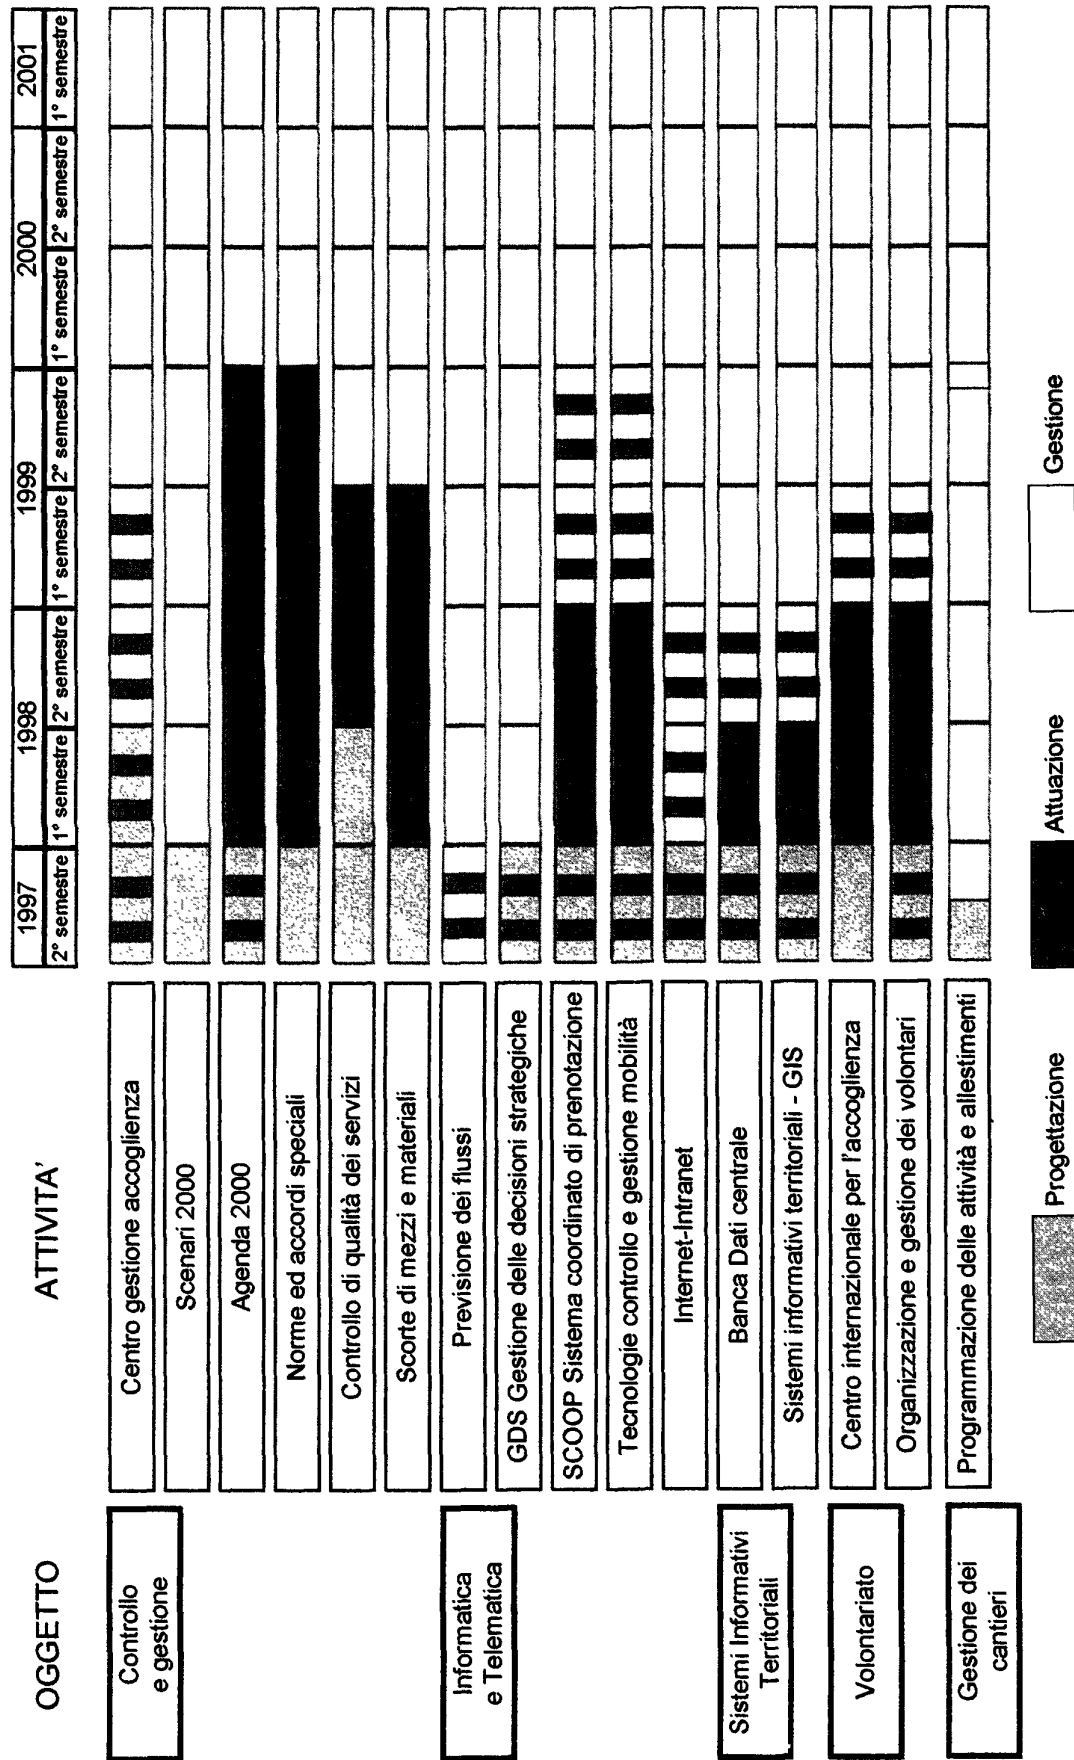 OGGETTO
ATTIVITA'
1997
1998
1999
2000
2001
2° semestre
1° semestre
2° semestre
1° semestre
2° semestre
1° semestre
2° semestre
1° semestre
Controllo
e gestione
Centro gestione accoglienza
Scenari 2000
Agenda 2000
Norme ed accordi speciali
Controllo di qualità dei servizi
Scorte di mezzi e materiali
Informatica
e Telematica
Previsione dei flussi
GDS Gestione delle decisioni strategiche
SCOOP Sistema coordinato di prenotazione
Tecnologie controllo e gestione mobilità
Internet-Intranet
Sistemi Informativi
Territoriali
Banca Dati centrale
Sistemi informativi territoriali - GIS
Volontariato
Centro internazionale per l'accoglienza
Organizzazione e gestione dei volontari
Gestione dei
cantieri
Programmazione delle attività e allestimenti
Progettazione
Attuazione
Gestione